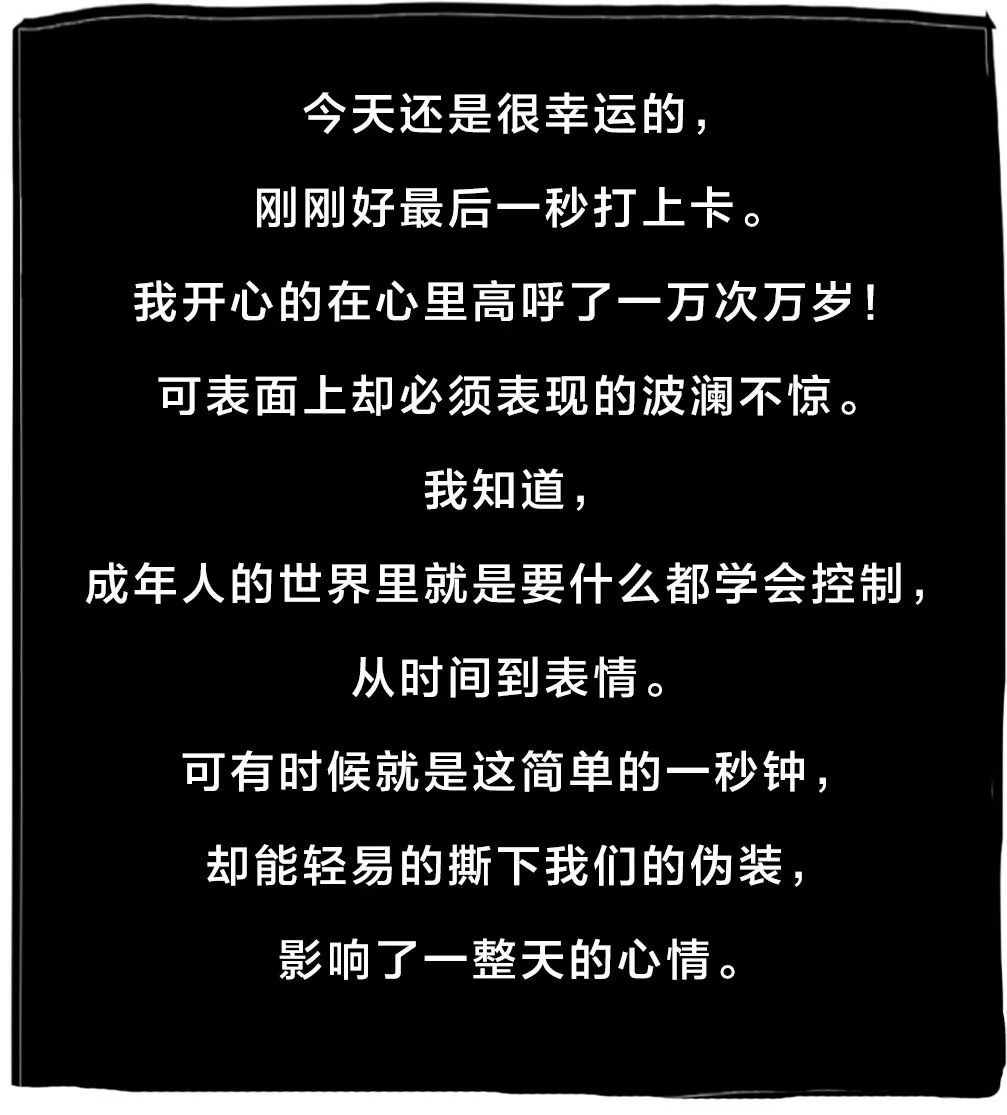 今天还是很幸运的，
刚刚好最后一秒打上卡。
我开心的在心里高呼了一万次万岁！
可表面上却必须表现的波澜不惊。
我知道，
成年人的世界里就是要什么都学会控制，
从时间到表情。
可有时候就是这简单的一秒钟，
却能轻易的撕下我们的伪装，
影响了一整天的心情。